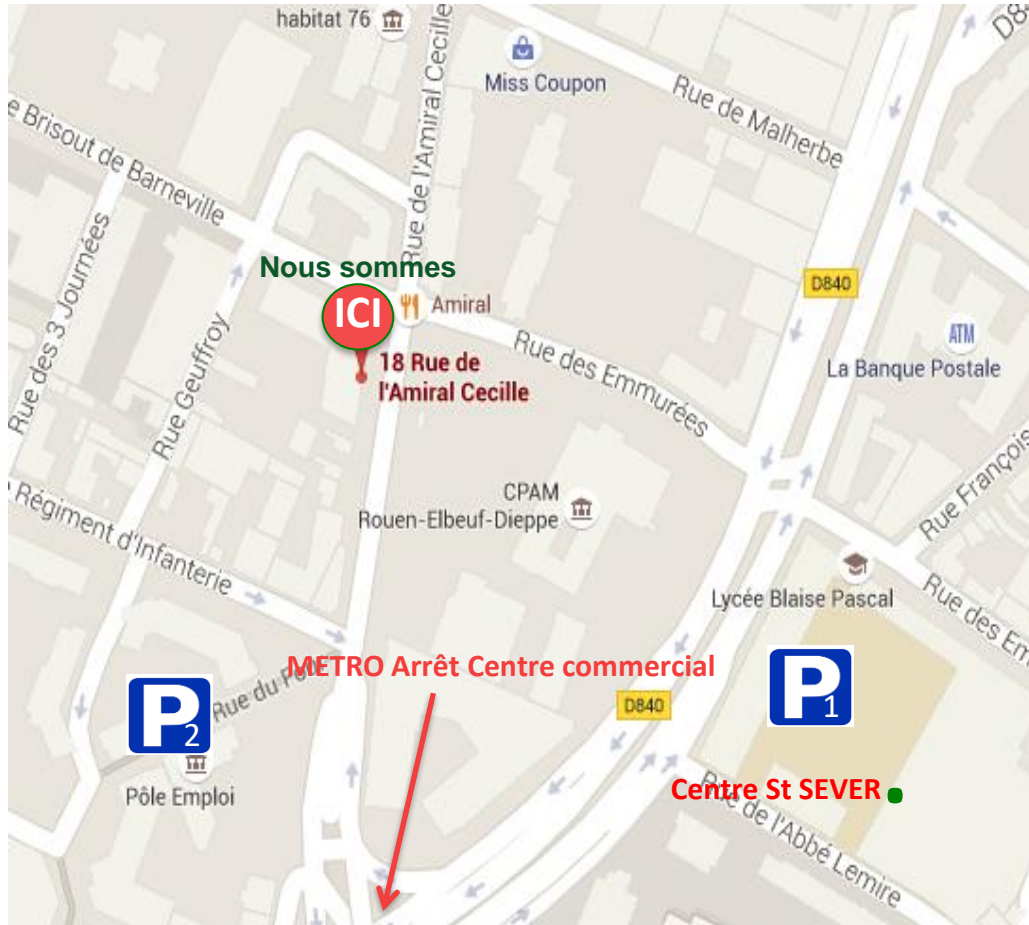 habitat 76
D8
Miss Coupon
Rue de l'Amiral Cecille
Rue de Malherbe
e Brisout de Barneville
Rue des 3 Journées
Nous sommes
ICI
Amiral
D840
ATM
La Banque Postale
Rue Geuffroy
18 Rue de
l'Amiral Cecille
Rue des Emmurées
Rue François
CPAM
Rouen-Elbeuf-Dieppe
Régiment d'Infanterie
Lycée Blaise Pascal
Rue des Em
METRO Arrêt Centre commercial
Rue du
P
2
P
1
D840
Pôle Emploi
Centre St SEVER
Rue de l'Abbé Lemire